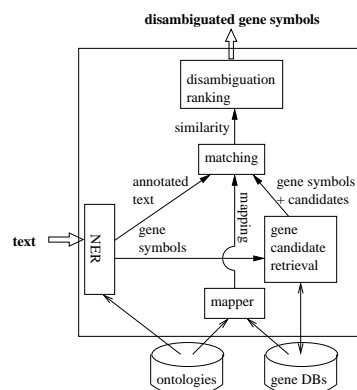 disambiguated gene symbols
disambiguation
ranking
similarity
matching
annotated
text
mapping
gene symbols
+ candidates
text
NER
gene
symbols
gene
candidate
retrieval
mapper
ontologies
gene DBs